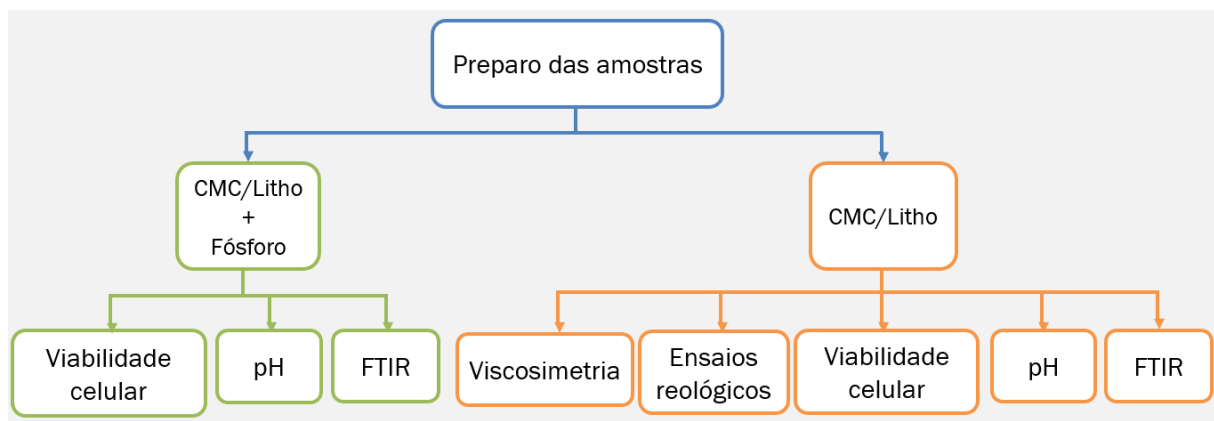 Preparo das amostras
CMC/Litho
+
Fósforo
CMC/Litho
Viabilidade
celular
pH
FTIR
Viscosimetria
Ensaios
reológicos
Viabilidade
celular
pH
FTIR